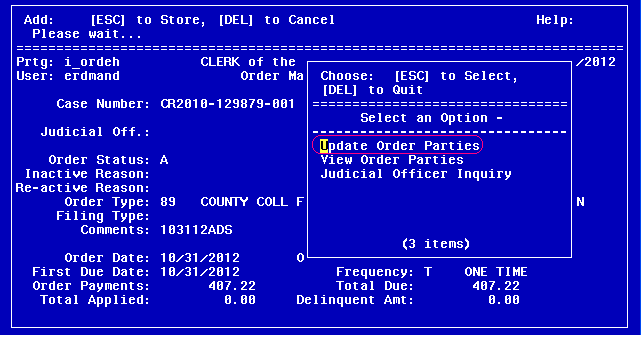 Add: [ESC] to Store, [DEL] to Cancel Help:
Please wait...
Prtg: i_ordeh CLERK of the /2012
User: erdmand Order Ma
Choose: [ESC] to Select,
[DEL] to Quit
Case Number: CR2010-129879-001
Select an Option -
Judicial Off.:
Update Order Parties
Order Status: A View Order Parties
Inactive Reason: Judicial Officer Inquiry
Re-active Reason:
Order Type: 89 COUNTY COLL F N
Filing Type:
Comments: 103112ADS
(3 items)
Order Date: 10/31/2012 O
First Due Date: 10/31/2012 Frequency: T ONE TIME
Order Payments: 407.22 Total Due: 407.22
Total Applied: 0.00 Delinquent Amt: 0.00